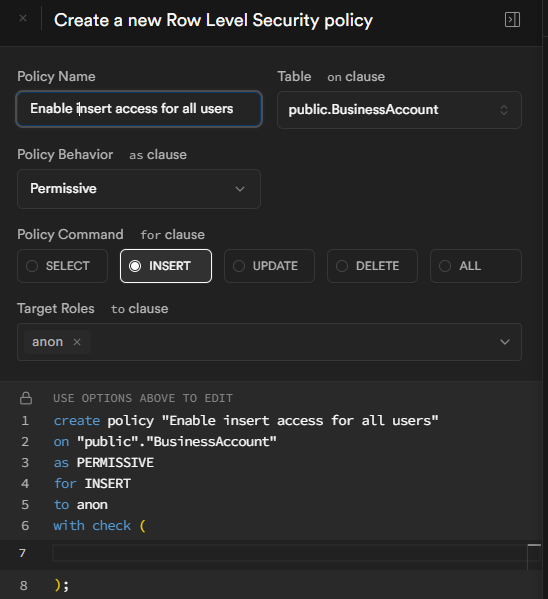 Create a new Row Level Security policy
Policy Name
Table on clause
Enable insert access for all users
public.BusinessAccount
Policy Behavior as clause
Permissive
Policy Command for clause
SELECT INSERT UPDATE DELETE ALL
Target Roles to clause
anon ×
USE OPTIONS ABOVE TO EDIT
1 create policy "Enable insert access for all users"
2 on "public"."BusinessAccount"
3 as PERMISSIVE
4 for INSERT
5 to anon
6 with check (
7
8 );